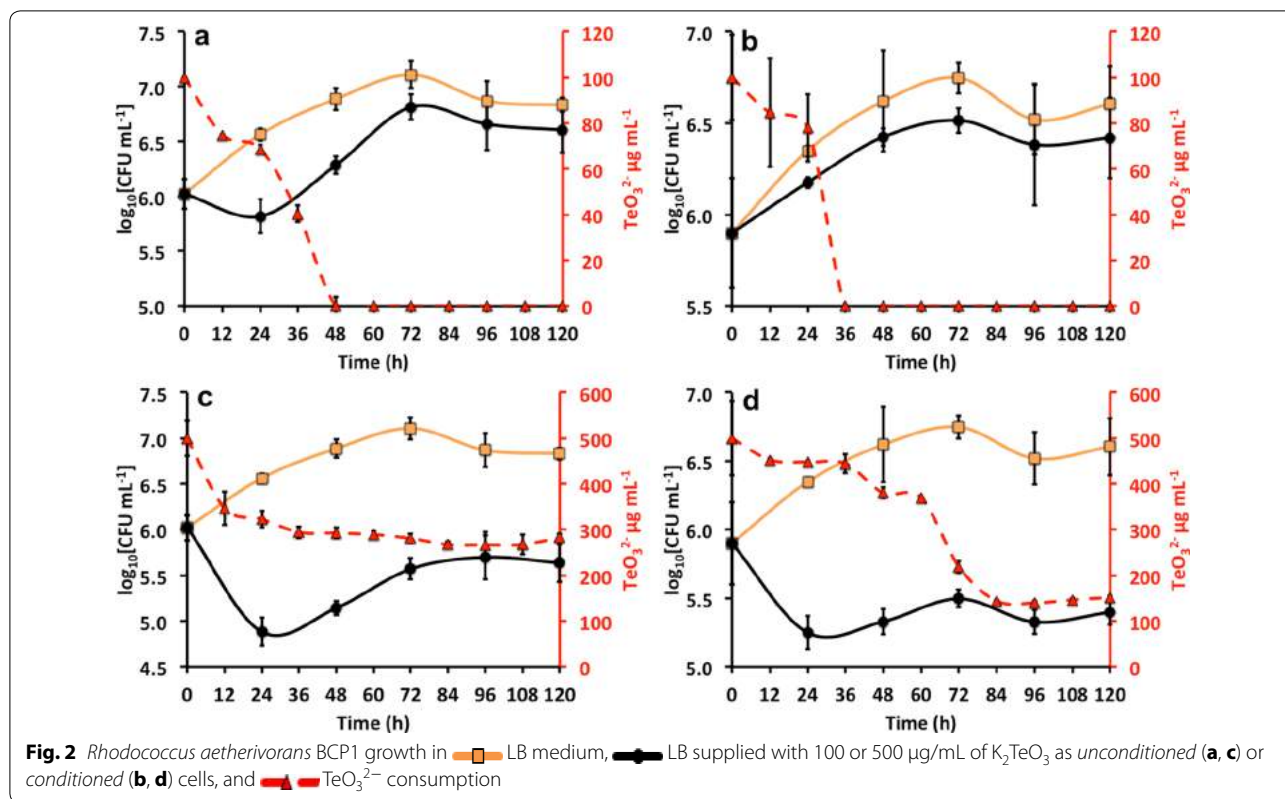 a
7.5
7.0
6.5
6.0
5.5
5.0
log₁₀[CFU mL⁻¹]
120
100
80
60
40
20
0
TeO₃²⁻ µg mL⁻¹
0 12 24 36 48 60 72 84 96 108 120
Time (h)
b
7.0
6.5
6.0
5.5
log₁₀[CFU mL⁻¹]
120
100
80
60
40
20
0
TeO₃²⁻ µg mL⁻¹
0 12 24 36 48 60 72 84 96 108 120
Time (h)
c
7.5
7.0
6.5
6.0
5.5
5.0
4.5
log₁₀[CFU mL⁻¹]
600
500
400
300
200
100
0
TeO₃²⁻ µg mL⁻¹
0 12 24 36 48 60 72 84 96 108 120
Time (h)
d
7.0
6.5
6.0
5.5
5.0
log₁₀[CFU mL⁻¹]
600
500
400
300
200
100
0
TeO₃²⁻ µg mL⁻¹
0 12 24 36 48 60 72 84 96 108 120
Time (h)
Fig. 2 Rhodococcus aetherivorans BCP1 growth in LB medium, LB supplied with 100 or 500 µg/mL of K₂TeO₃ as unconditioned (a, c) or
conditioned (b, d) cells, and TeO₃²⁻ consumption